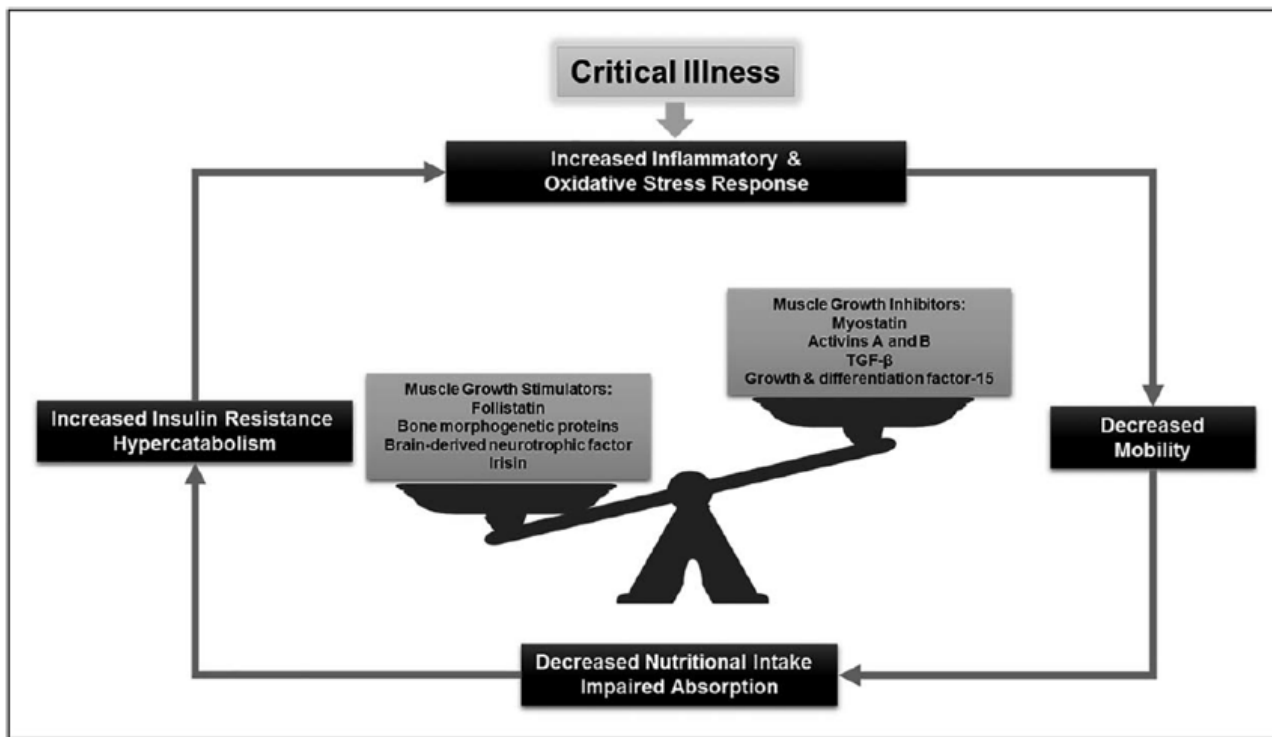 Critical Illness
Increased Inflammatory &
Oxidative Stress Response
Muscle Growth Inhibitors:
Myostatin
Activins A and B
TGF-β
Growth & differentiation factor-15
Muscle Growth Stimulators:
Follistatin
Bone morphogenetic proteins
Brain-derived neurotrophic factor
Irisin
Increased Insulin Resistance
Hypercatabolism
Decreased
Mobility
Decreased Nutritional Intake
Impaired Absorption